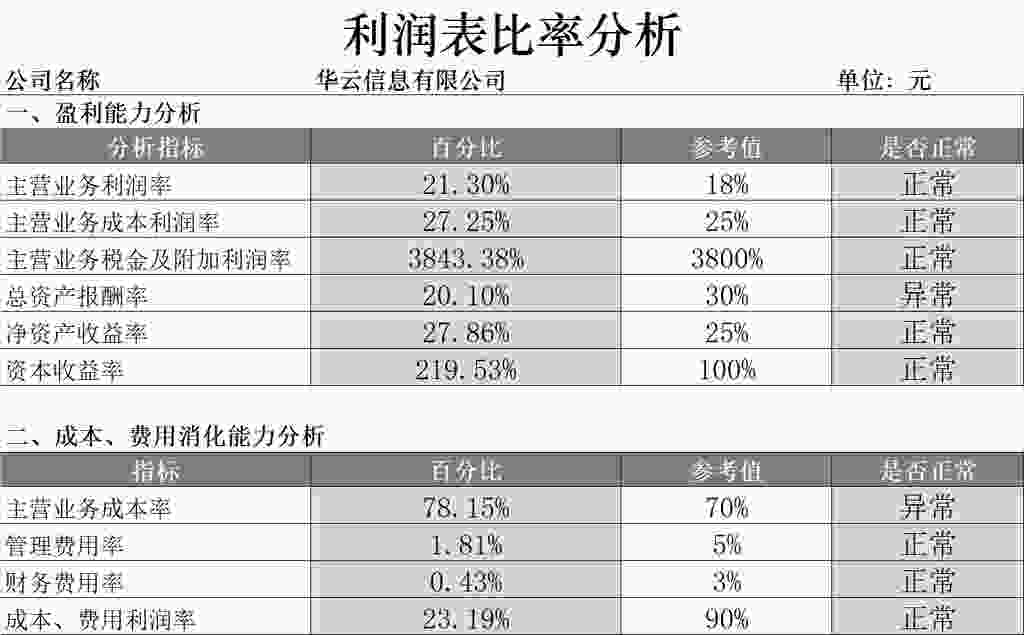 利润表比率分析
公司名称 华云信息有限公司 单位：元
一、盈利能力分析
分析指标 百分比 参考值 是否正常
主营业务利润率 21.30% 18% 正常
主营业务成本利润率 27.25% 25% 正常
主营业务税金及附加利润率 3843.38% 3800% 正常
总资产报酬率 20.10% 30% 异常
净资产收益率 27.86% 25% 正常
资本收益率 219.53% 100% 正常
二、成本、费用消化能力分析
指标 百分比 参考值 是否正常
主营业务成本率 78.15% 70% 异常
管理费用率 1.81% 5% 正常
财务费用率 0.43% 3% 正常
成本、费用利润率 23.19% 90% 正常